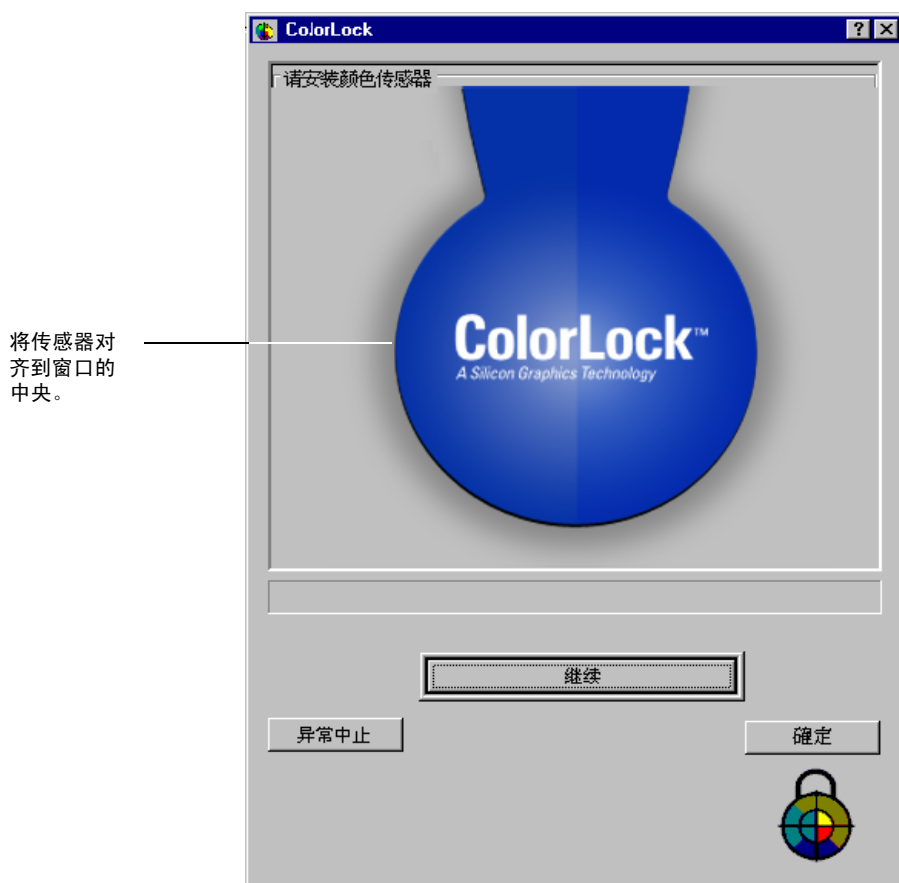 ColorLock
请安装颜色传感器
将传感器对
齐到窗口的
中央。
ColorLock™
A Silicon Graphics Technology
继续
异常中止
確定